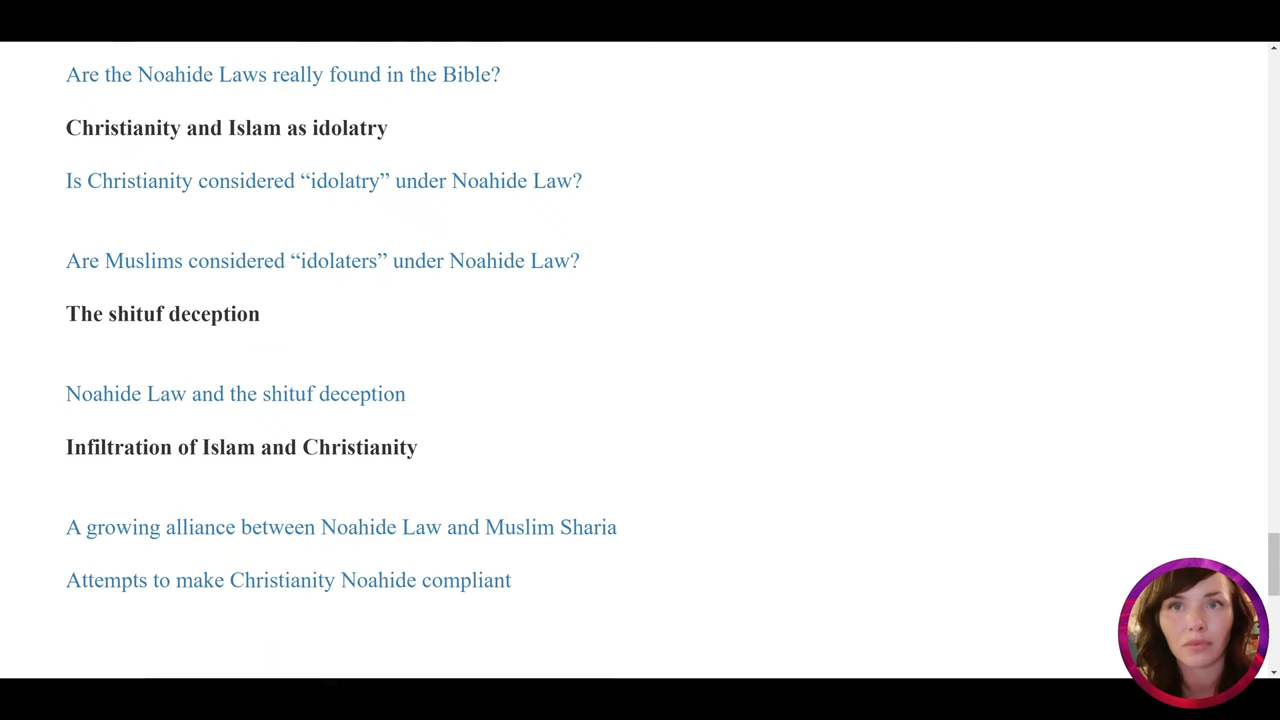 Are the Noahide Laws really found in the Bible?
Christianity and Islam as idolatry
Is Christianity considered “idolatry” under Noahide Law?
Are Muslims considered “idolaters” under Noahide Law?
The shituf deception
Noahide Law and the shituf deception
Infiltration of Islam and Christianity
A growing alliance between Noahide Law and Muslim Sharia
Attempts to make Christianity Noahide compliant